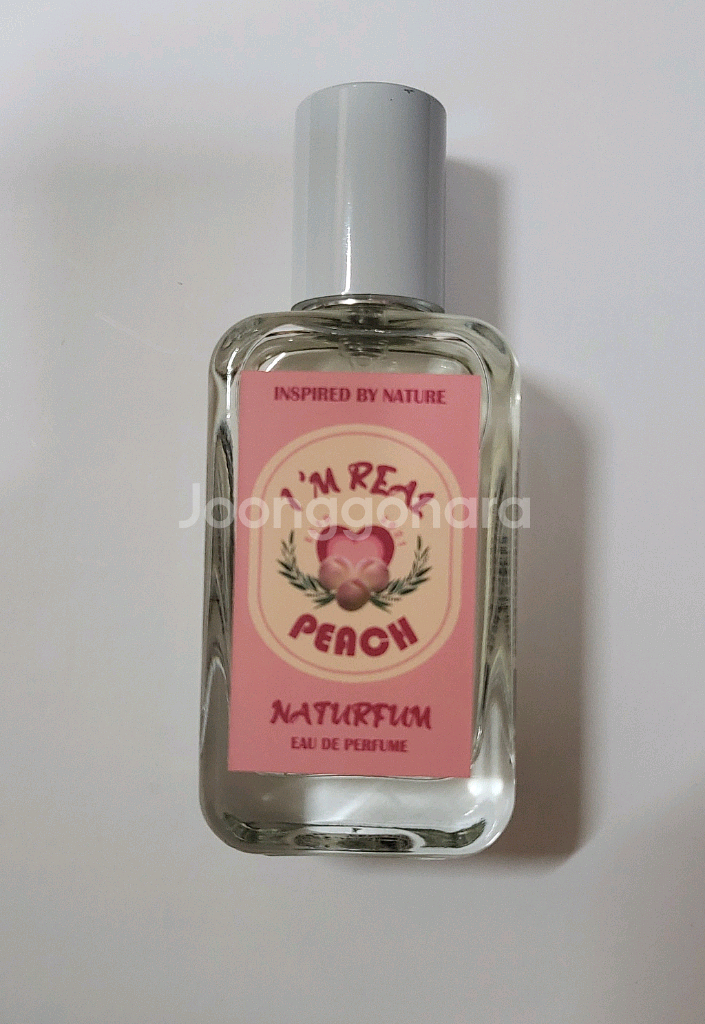 INSPIRED BY NATURE
I'M REAL
Joonggonara
PEACH
NATURFUM
EAU DE PERFUME